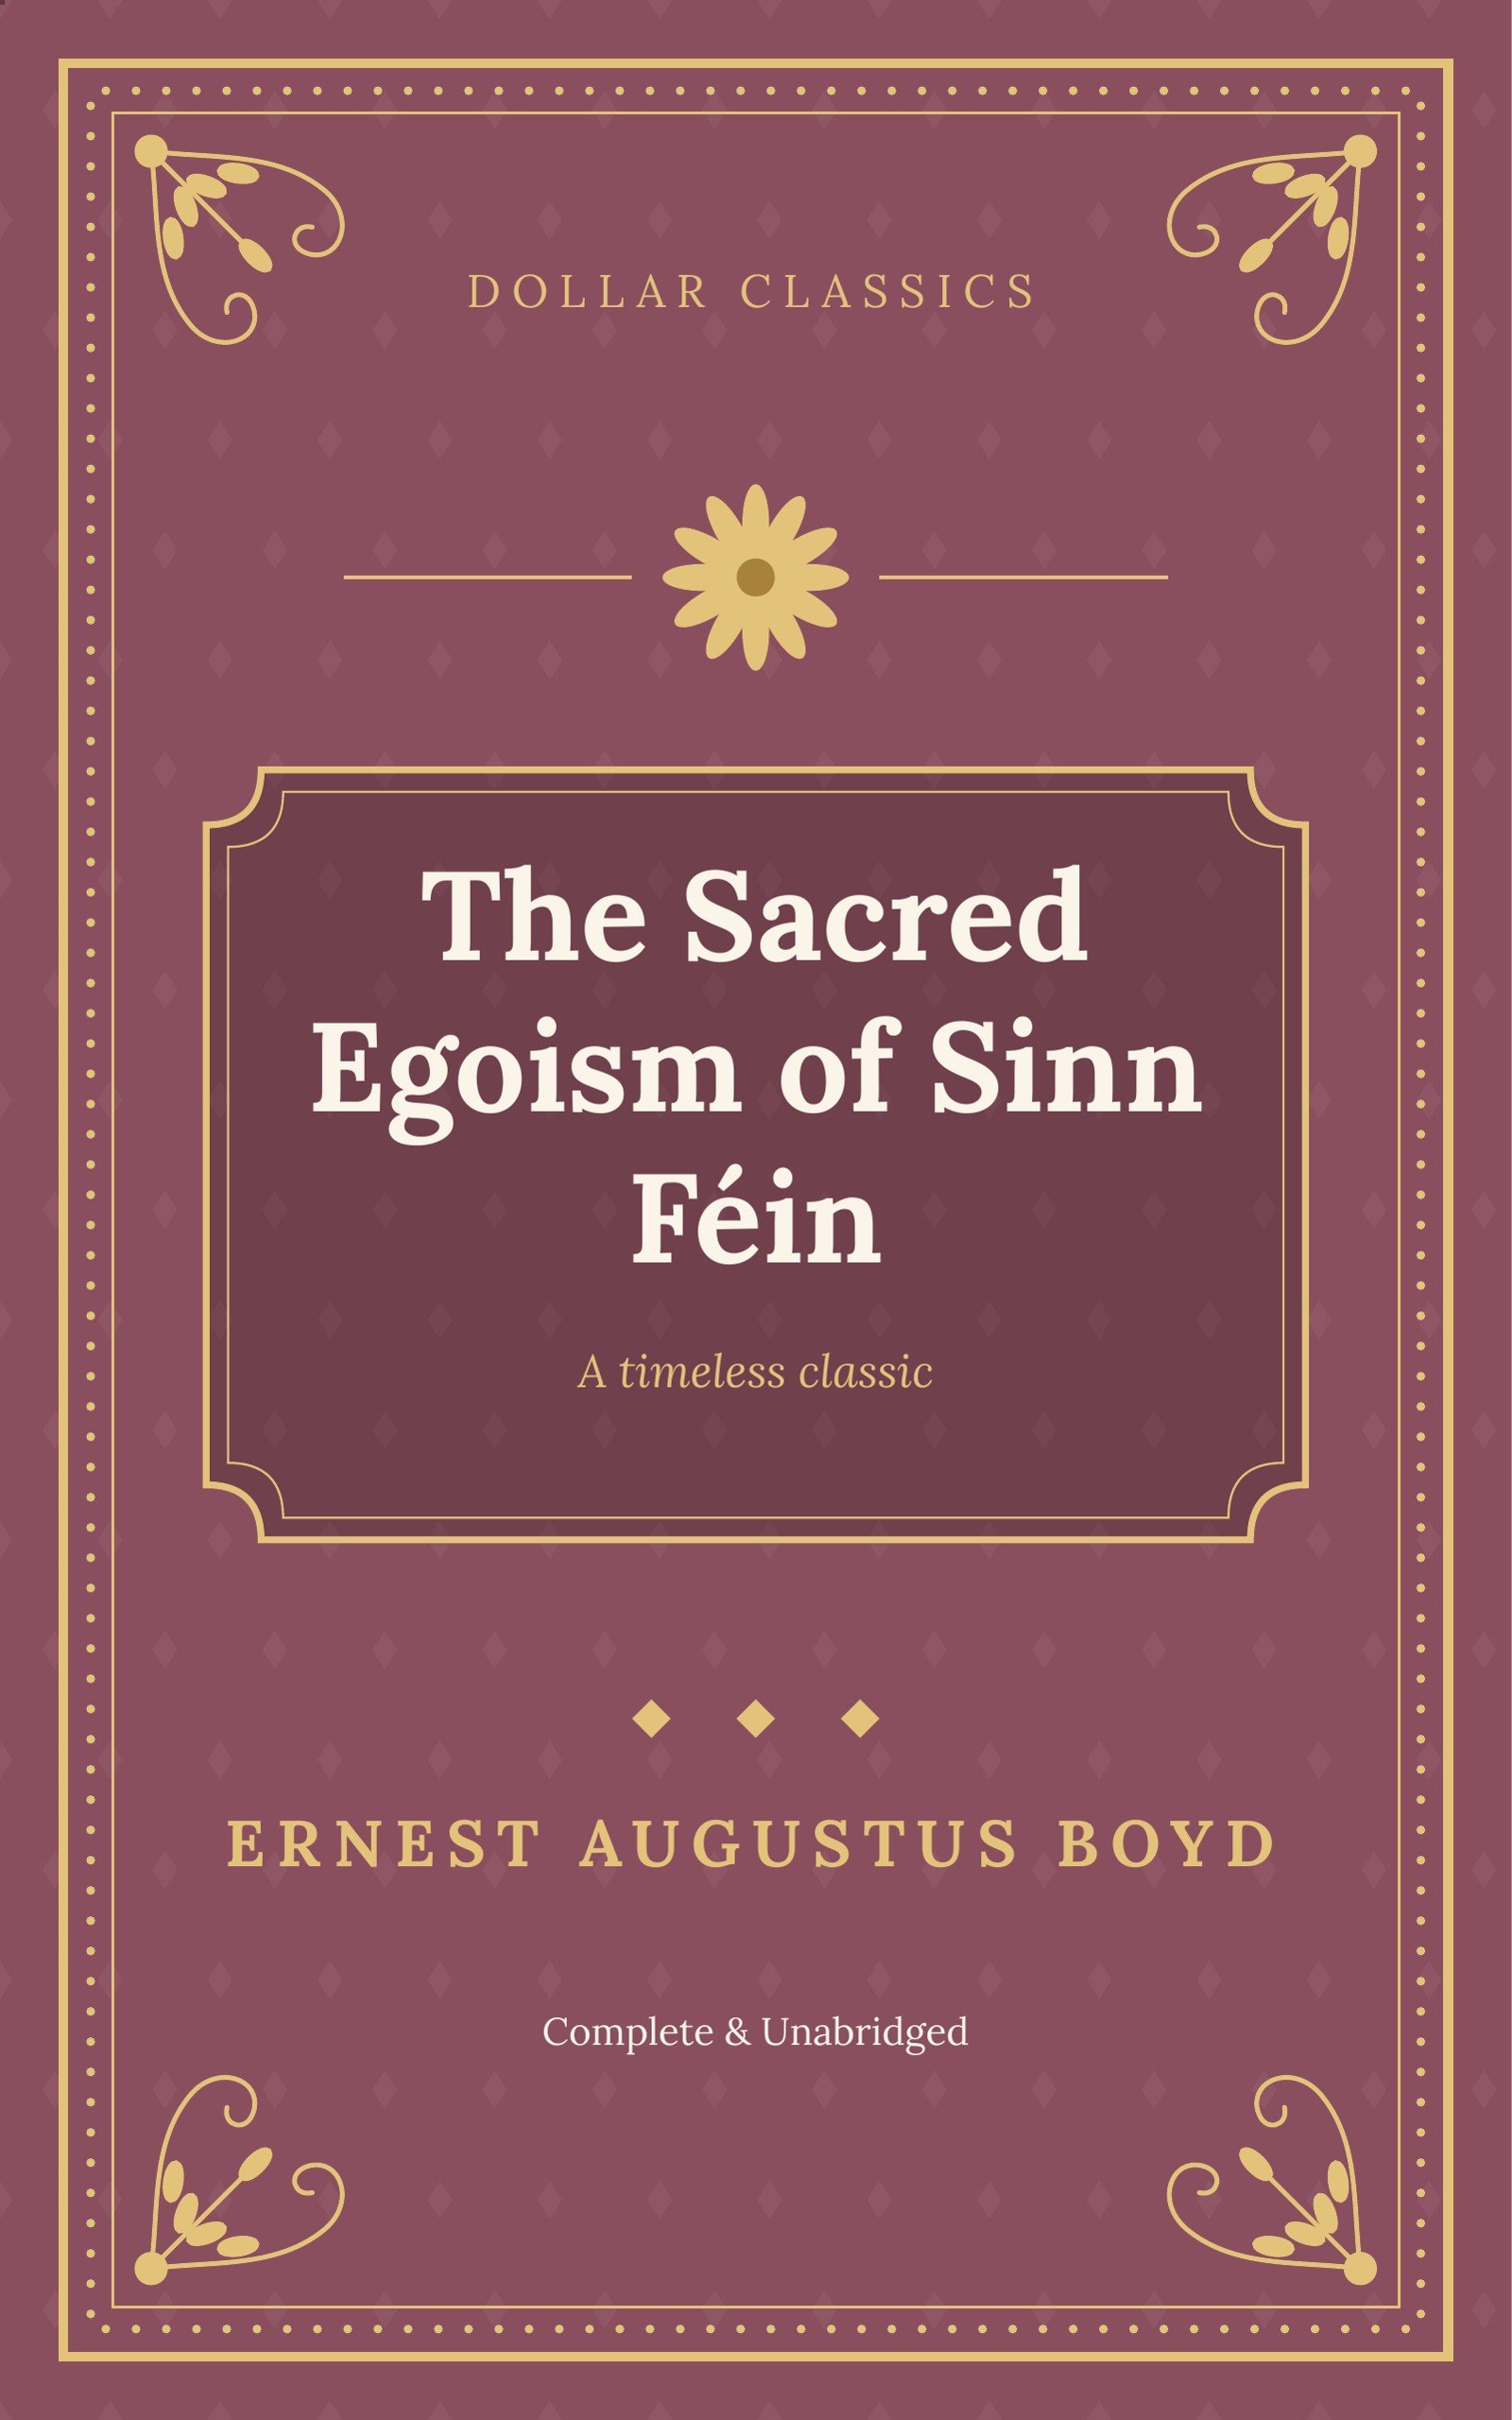 DOLLAR CLASSICS
The Sacred
Egoism of Sinn
Féin
A timeless classic
ERNEST AUGUSTUS BOYD
Complete & Unabridged